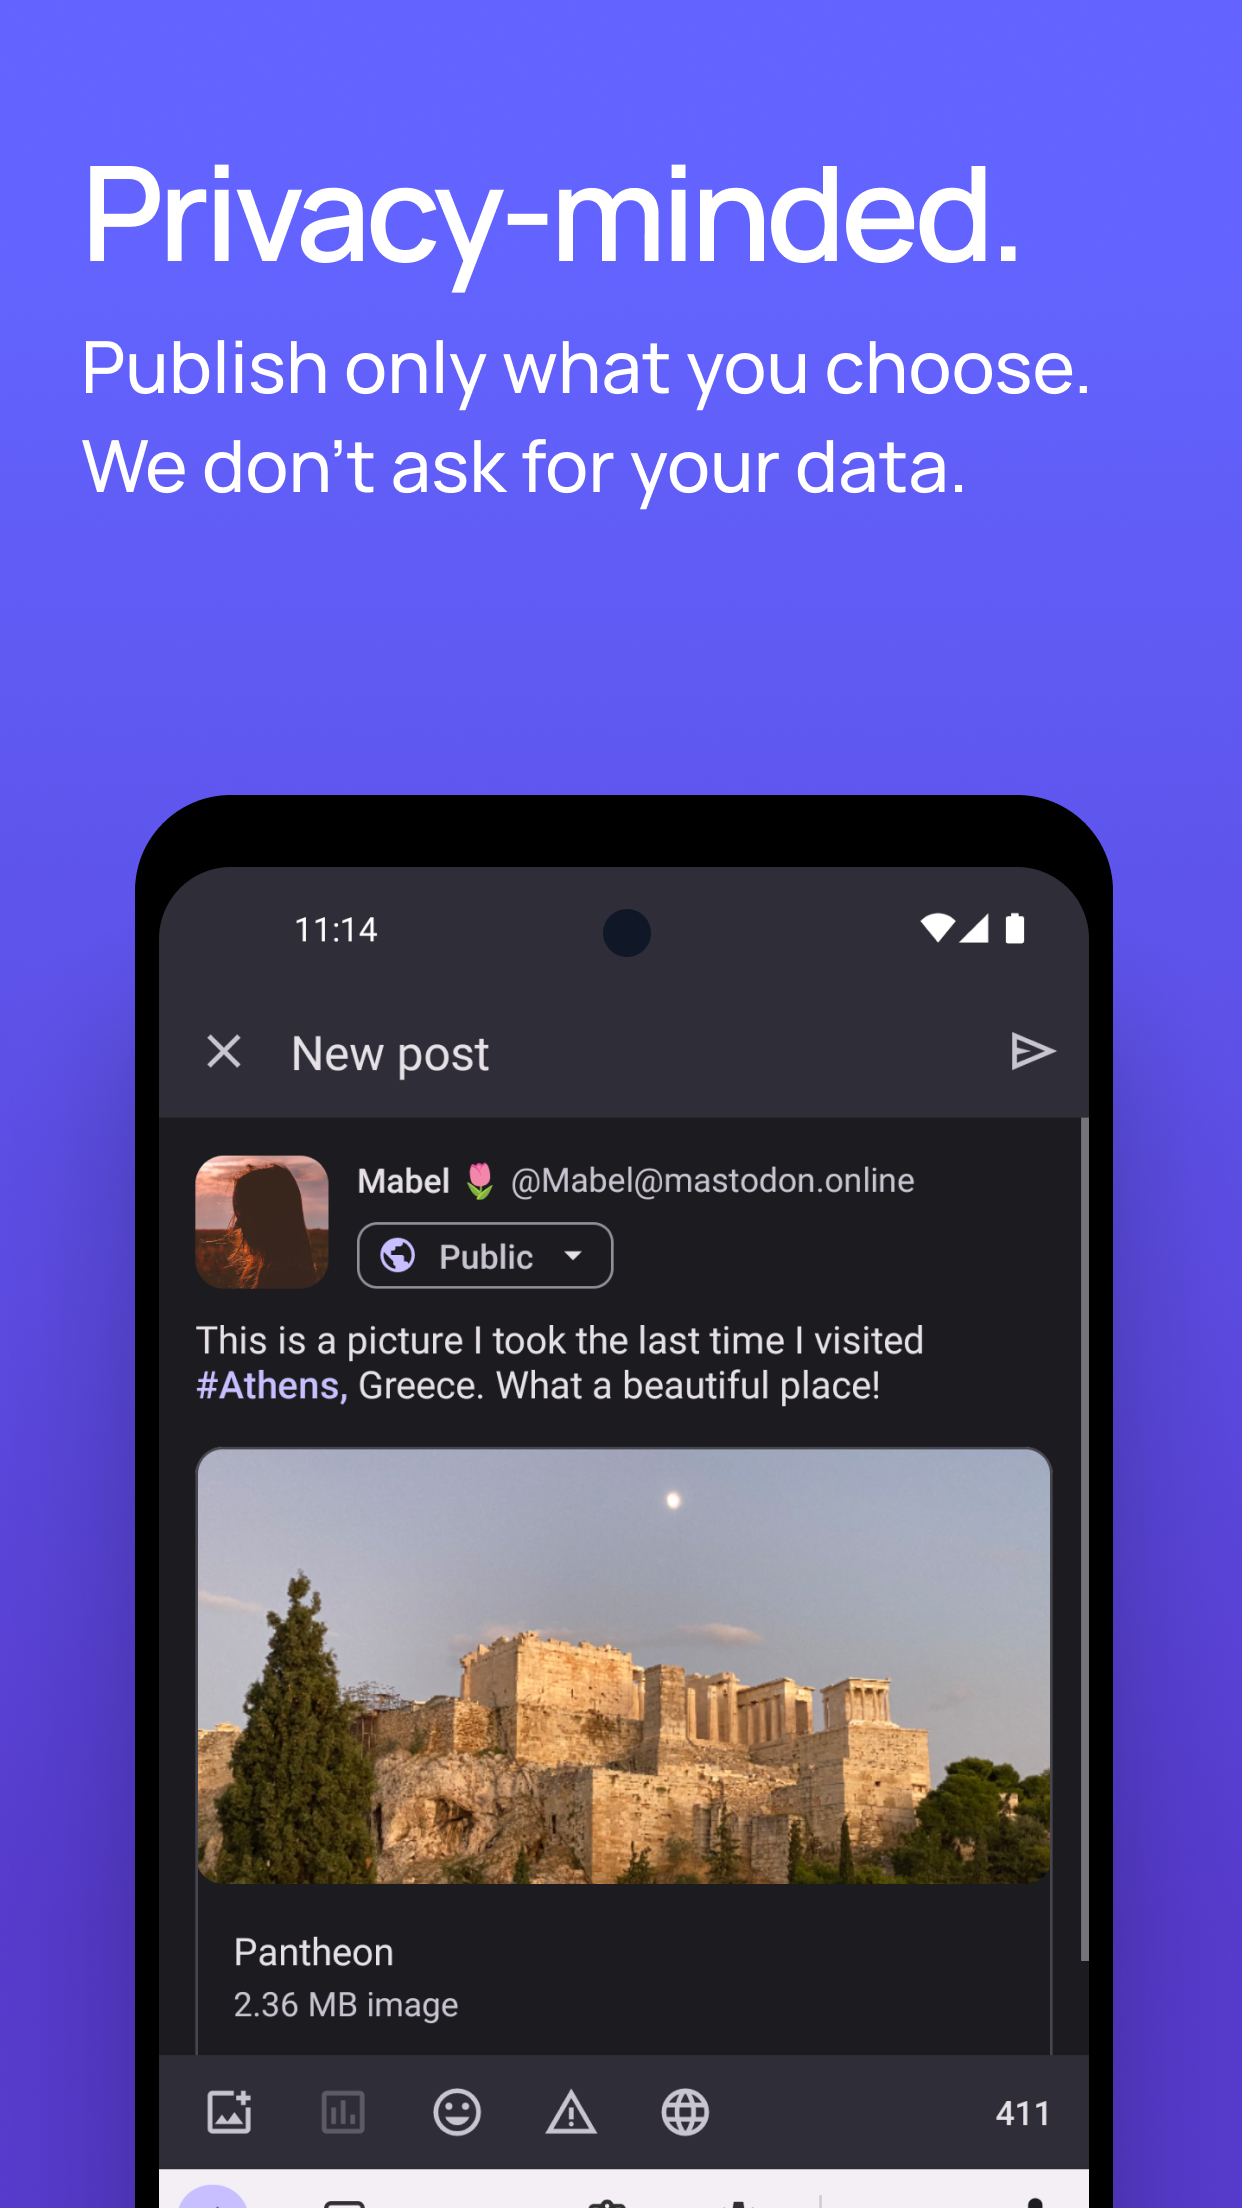 Privacy-minded.
Publish only what you choose.
We don’t ask for your data.
11:14
New post
Mabel 🌷 @Mabel@mastodon.online
Public
This is a picture I took the last time I visited
#Athens, Greece. What a beautiful place!
Pantheon
2.36 MB image
411